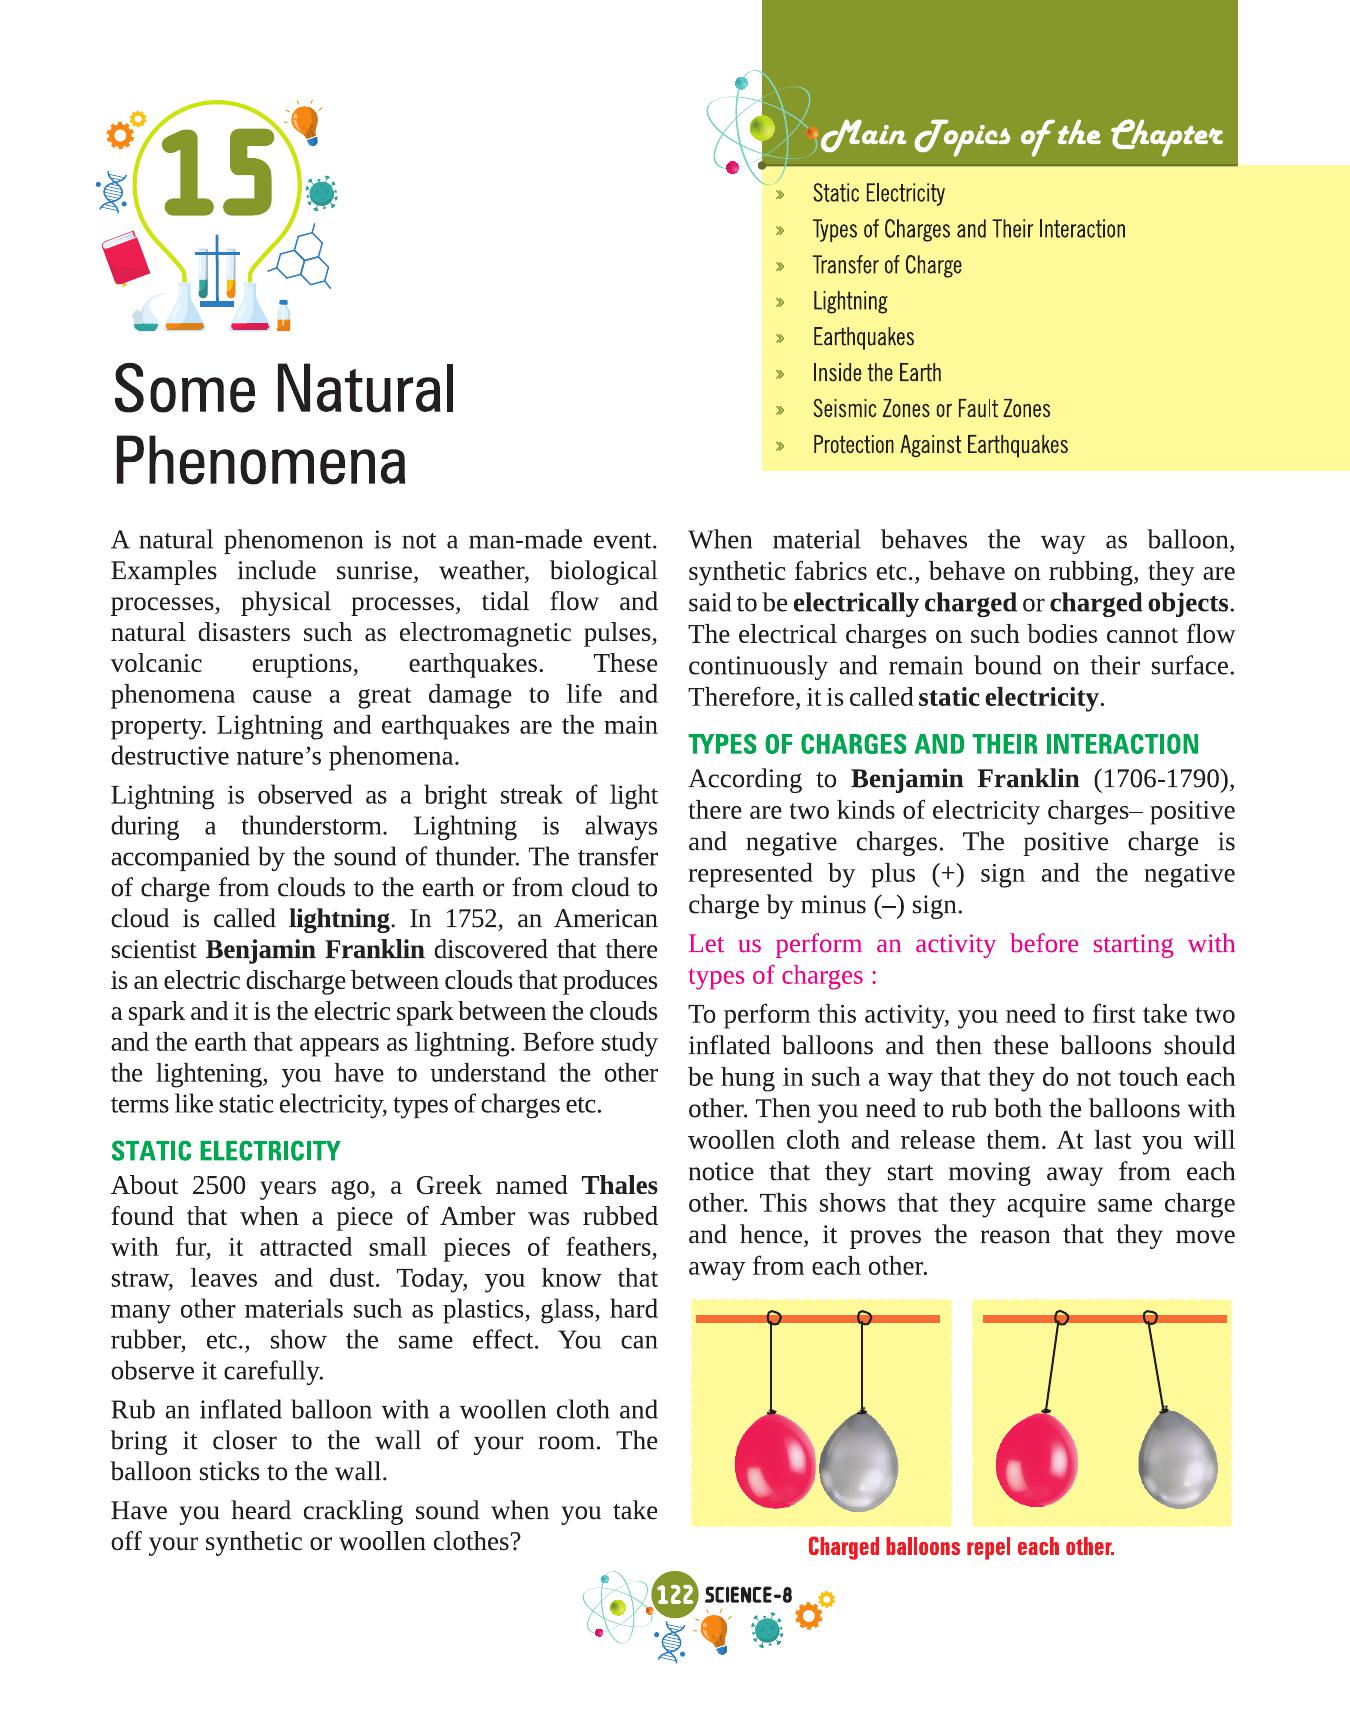 15
Some Natural
Phenomena
Main Topics of the Chapter
» Static Electricity
» Types of Charges and Their Interaction
» Transfer of Charge
» Lightning
» Earthquakes
» Inside the Earth
» Seismic Zones or Fault Zones
» Protection Against Earthquakes
A natural phenomenon is not a man-made event.
Examples include sunrise, weather, biological
processes, physical processes, tidal flow and
natural disasters such as electromagnetic pulses,
volcanic eruptions, earthquakes. These
phenomena cause a great damage to life and
property. Lightning and earthquakes are the main
destructive nature’s phenomena.
Lightning is observed as a bright streak of light
during a thunderstorm. Lightning is always
accompanied by the sound of thunder. The transfer
of charge from clouds to the earth or from cloud to
cloud is called lightning. In 1752, an American
scientist Benjamin Franklin discovered that there
is an electric discharge between clouds that produces
a spark and it is the electric spark between the clouds
and the earth that appears as lightning. Before study
the lightening, you have to understand the other
terms like static electricity, types of charges etc.
STATIC ELECTRICITY
About 2500 years ago, a Greek named Thales
found that when a piece of Amber was rubbed
with fur, it attracted small pieces of feathers,
straw, leaves and dust. Today, you know that
many other materials such as plastics, glass, hard
rubber, etc., show the same effect. You can
observe it carefully.
Rub an inflated balloon with a woollen cloth and
bring it closer to the wall of your room. The
balloon sticks to the wall.
Have you heard crackling sound when you take
off your synthetic or woollen clothes?
When material behaves the way as balloon,
synthetic fabrics etc., behave on rubbing, they are
said to be electrically charged or charged objects.
The electrical charges on such bodies cannot flow
continuously and remain bound on their surface.
Therefore, it is called static electricity.
TYPES OF CHARGES AND THEIR INTERACTION
According to Benjamin Franklin (1706-1790),
there are two kinds of electricity charges– positive
and negative charges. The positive charge is
represented by plus (+) sign and the negative
charge by minus (–) sign.
Let us perform an activity before starting with
types of charges :
To perform this activity, you need to first take two
inflated balloons and then these balloons should
be hung in such a way that they do not touch each
other. Then you need to rub both the balloons with
woollen cloth and release them. At last you will
notice that they start moving away from each
other. This shows that they acquire same charge
and hence, it proves the reason that they move
away from each other.
Charged balloons repel each other.
122 SCIENCE-8